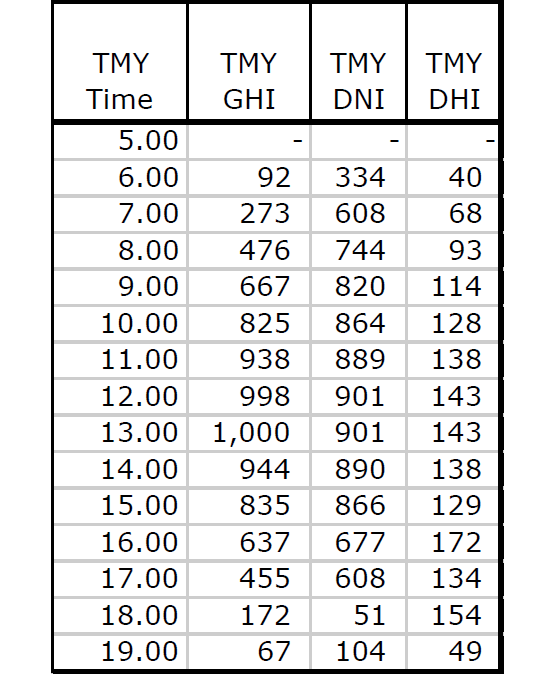 TMY TMY TMY TMY
Time GHI DNI DHI
5.00 - - -
6.00 92 334 40
7.00 273 608 68
8.00 476 744 93
9.00 667 820 114
10.00 825 864 128
11.00 938 889 138
12.00 998 901 143
13.00 1,000 901 143
14.00 944 890 138
15.00 835 866 129
16.00 637 677 172
17.00 455 608 134
18.00 172 51 154
19.00 67 104 49